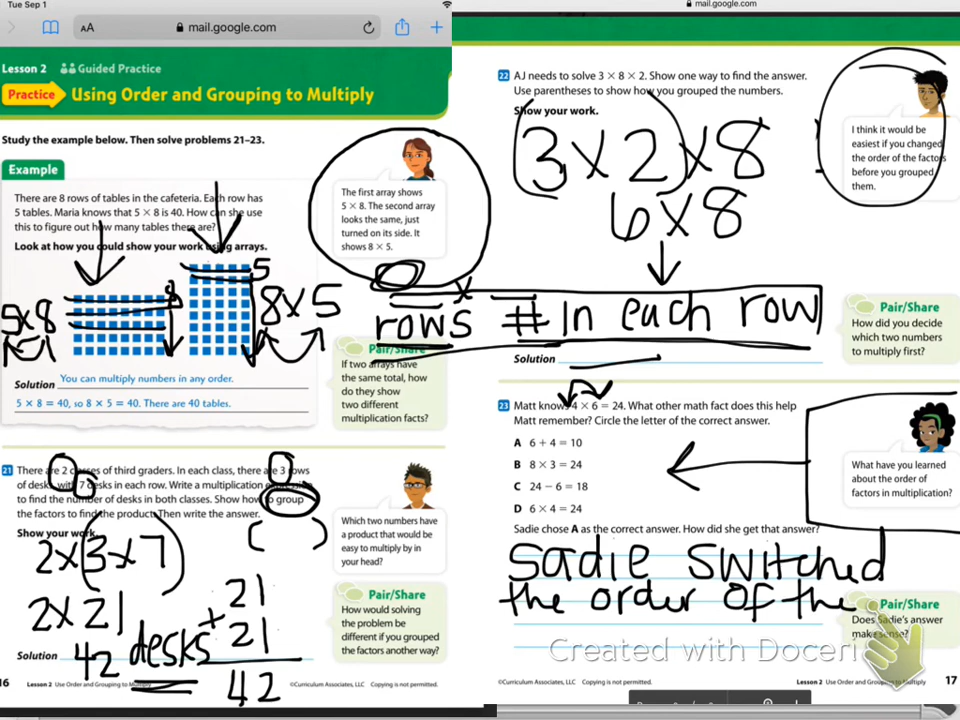 Tue Sep 1
AA
mail.google.com
Lesson 2 Guided Practice
Practice Using Order and Grouping to Multiply
Study the example below. Then solve problems 21–23.
Example
There are 8 rows of tables in the cafeteria. Each row has
5 tables. Maria knows that 5 × 8 is 40. How can she use
this to figure out how many tables there are?
Look at how you could show your work using arrays.
5x8
8
5
8x5
Solution You can multiply numbers in any order.
5 × 8 = 40, so 8 × 5 = 40. There are 40 tables.
The first array shows
5 × 8. The second array
looks the same, just
turned on its side. It
shows 8 × 5.
Pair/Share
If two arrays have
the same total, how
do they show
two different
multiplication facts?
21 There are 2 classes of third graders. In each class, there are 3 rows
of desks with 7 desks in each row. Write a multiplication expression
to find the number of desks in both classes. Show how to group
the factors to find the product. Then write the answer.
Show your work.
( )
2x(3x7)
2x21
42 desks
21
+ 21
42
Solution
Which two numbers have
a product that would be
easy to multiply by in
your head?
Pair/Share
How would solving
the problem be
different if you grouped
the factors another way?
16 Lesson 2 Use Order and Grouping to Multiply
©Curriculum Associates, LLC Copying is not permitted.
mail.google.com
22 AJ needs to solve 3 × 8 × 2. Show one way to find the answer.
Use parentheses to show how you grouped the numbers.
Show your work.
(3x2)x8
6x8
x
rows # in each row
Solution
I think it would be
easiest if you changed
the order of the factors
before you grouped
them.
Pair/Share
How did you decide
which two numbers
to multiply first?
23 Matt knows 4 × 6 = 24. What other math fact does this help
Matt remember? Circle the letter of the correct answer.
A 6 + 4 = 10
B 8 × 3 = 24
C 24 – 6 = 18
D 6 × 4 = 24
Sadie chose A as the correct answer. How did she get that answer?
Sadie switched
the order of the
What have you learned
about the order of
factors in multiplication?
Pair/Share
Does Sadie's answer
make sense?
Created with Doceri
©Curriculum Associates, LLC Copying is not permitted.
Lesson 2 Use Order and Grouping to Multiply 17